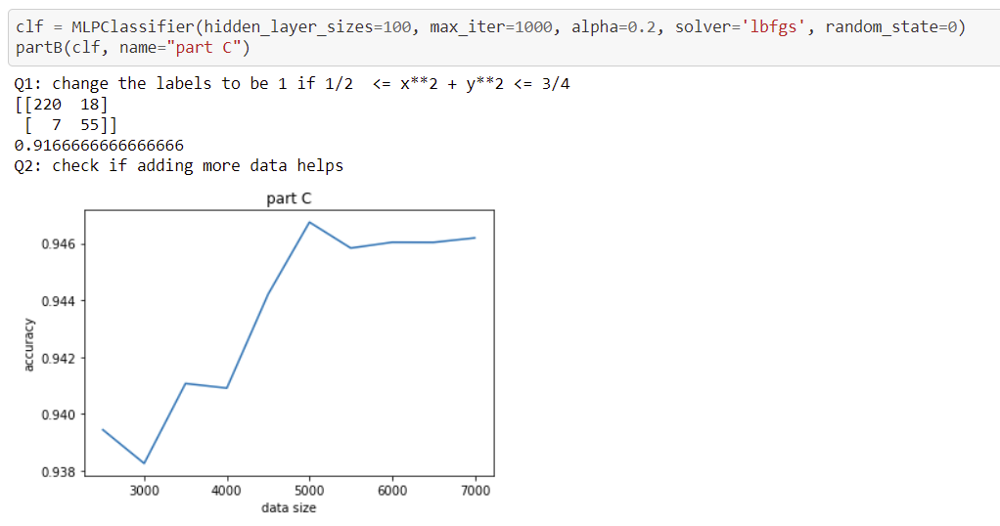 clf = MLPClassifier(hidden_layer_sizes=100, max_iter=1000, alpha=0.2, solver='lbfgs', random_state=0)
partB(clf, name="part C")
Q1: change the labels to be 1 if 1/2  <= x**2 + y**2 <= 3/4
[[220  18]
 [  7  55]]
0.9166666666666666
Q2: check if adding more data helps
part C
0.946
0.944
0.942
0.940
0.938
accuracy
3000 4000 5000 6000 7000
data size